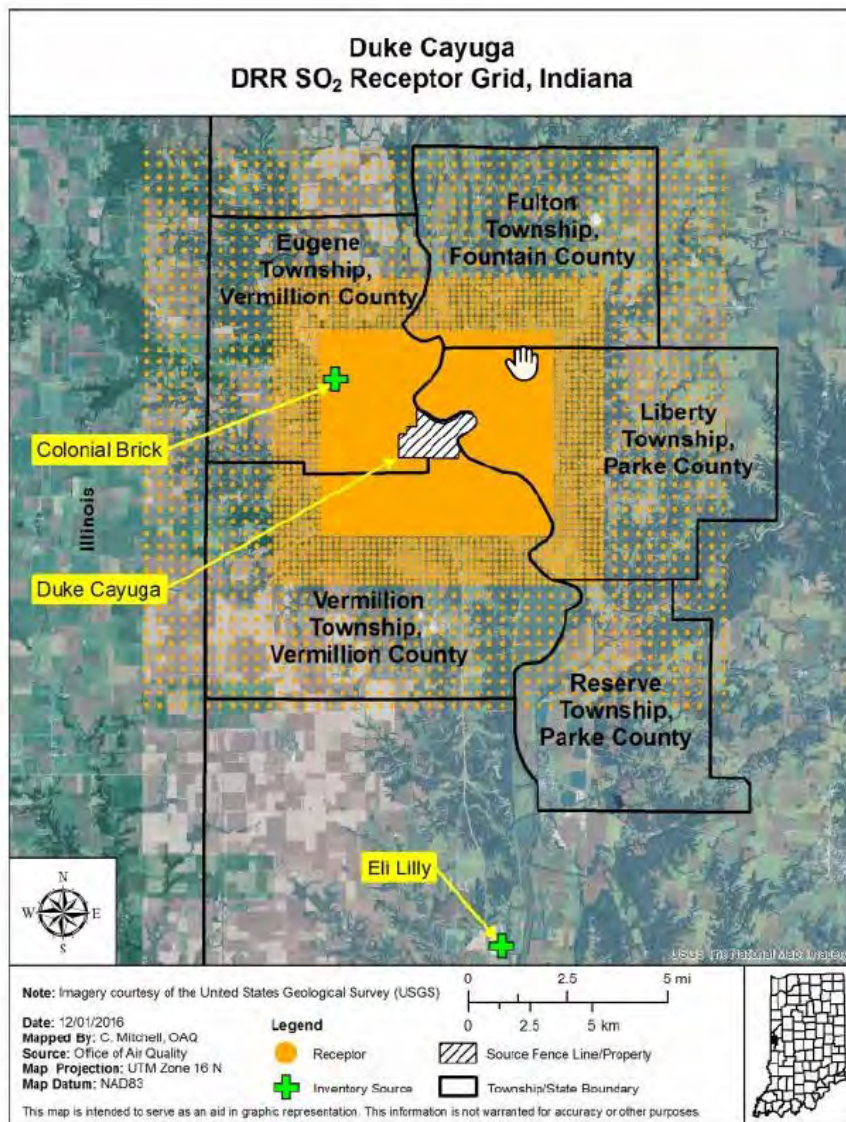 Duke Cayuga
DRR SO₂ Receptor Grid, Indiana
Fulton
Township,
Fountain County
Eugene
Township,
Vermillion County
Colonial Brick
Liberty
Township,
Parke County
Illinois
Duke Cayuga
Vermillion
Township,
Vermillion County
Reserve
Township,
Parke County
Eli Lilly
N
W E
S
USGS The National Map: Imagery
Note: Imagery courtesy of the United States Geological Survey (USGS)
0 2.5 5 mi
0 2.5 5 km
Date: 12/01/2016
Mapped By: C. Mitchell, OAQ
Source: Office of Air Quality
Map Projection: UTM Zone 16 N
Map Datum: NAD83
Legend
Receptor
Source Fence Line/Property
Inventory Source
Township/State Boundary
This map is intended to serve as an aid in graphic representation. This information is not warranted for accuracy or other purposes.